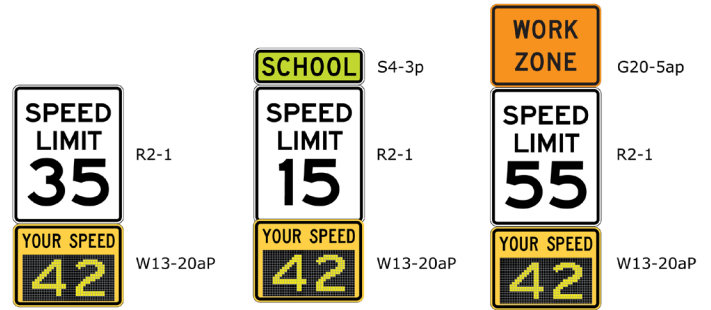 SPEED
LIMIT
35
R2-1
YOUR SPEED
42
W13-20aP
SCHOOL
S4-3p
SPEED
LIMIT
15
R2-1
YOUR SPEED
42
W13-20aP
WORK
ZONE
G20-5ap
SPEED
LIMIT
55
R2-1
YOUR SPEED
42
W13-20aP